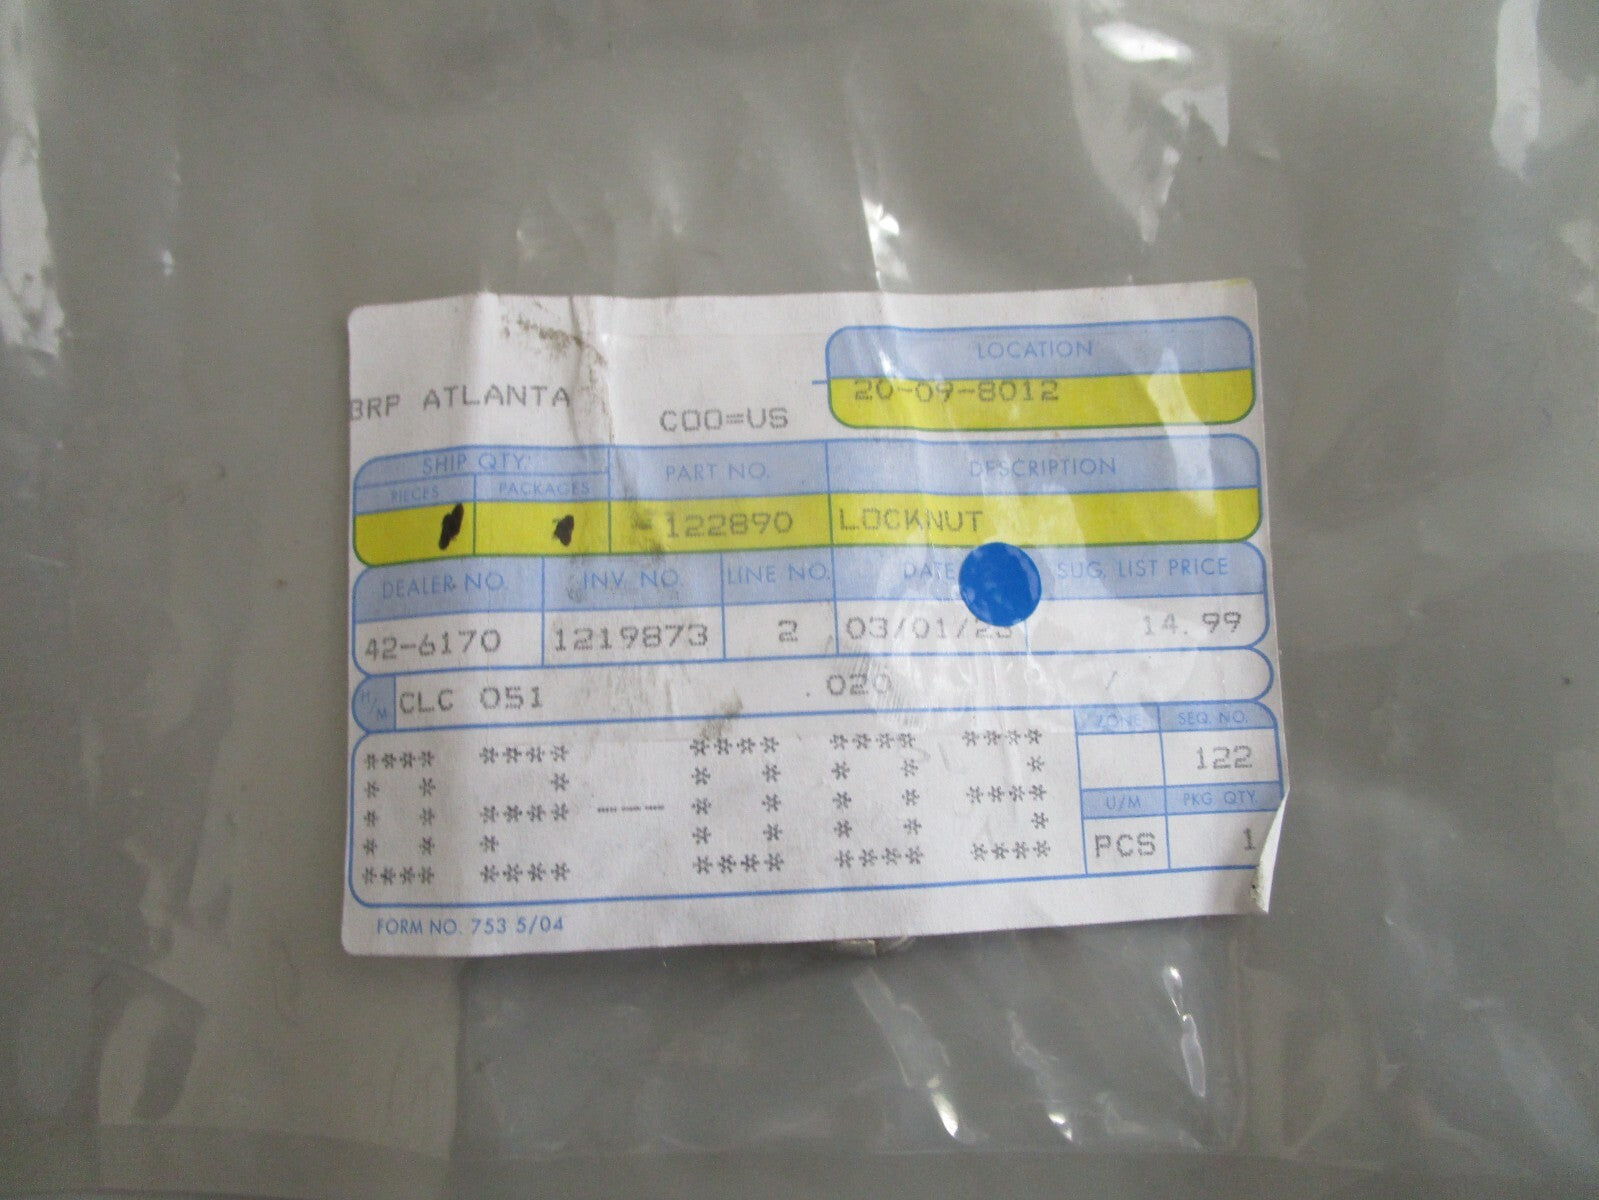 LOCATION
20-09-8012
BRP ATLANTA
COO=US
SHIP QTY. PART NO. DESCRIPTION
PIECES PACKAGES
122890 LOCKNUT
DEALER NO. INV. NO. LINE NO. DATE SUG. LIST PRICE
42-6170 1219873 2 03/01/ 14.99
H/M CLC 051 020 /
ZONE SEQ. NO.
122
U/M PKG. QTY.
PCS 1
FORM NO. 753 5/04